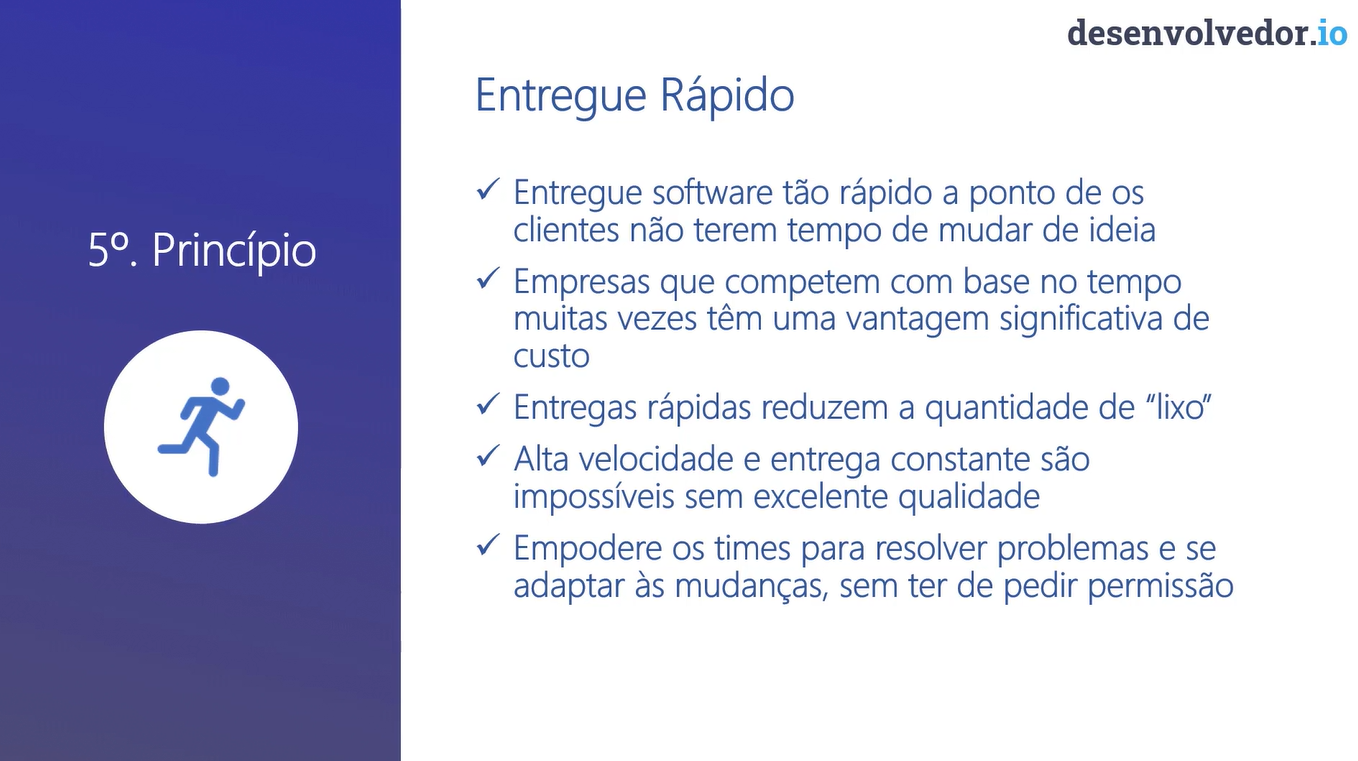 desenvolvedor.io
5º. Princípio
Entregue Rápido
✓ Entregue software tão rápido a ponto de os
clientes não terem tempo de mudar de ideia
✓ Empresas que competem com base no tempo
muitas vezes têm uma vantagem significativa de
custo
✓ Entregas rápidas reduzem a quantidade de “lixo”
✓ Alta velocidade e entrega constante são
impossíveis sem excelente qualidade
✓ Empodere os times para resolver problemas e se
adaptar às mudanças, sem ter de pedir permissão